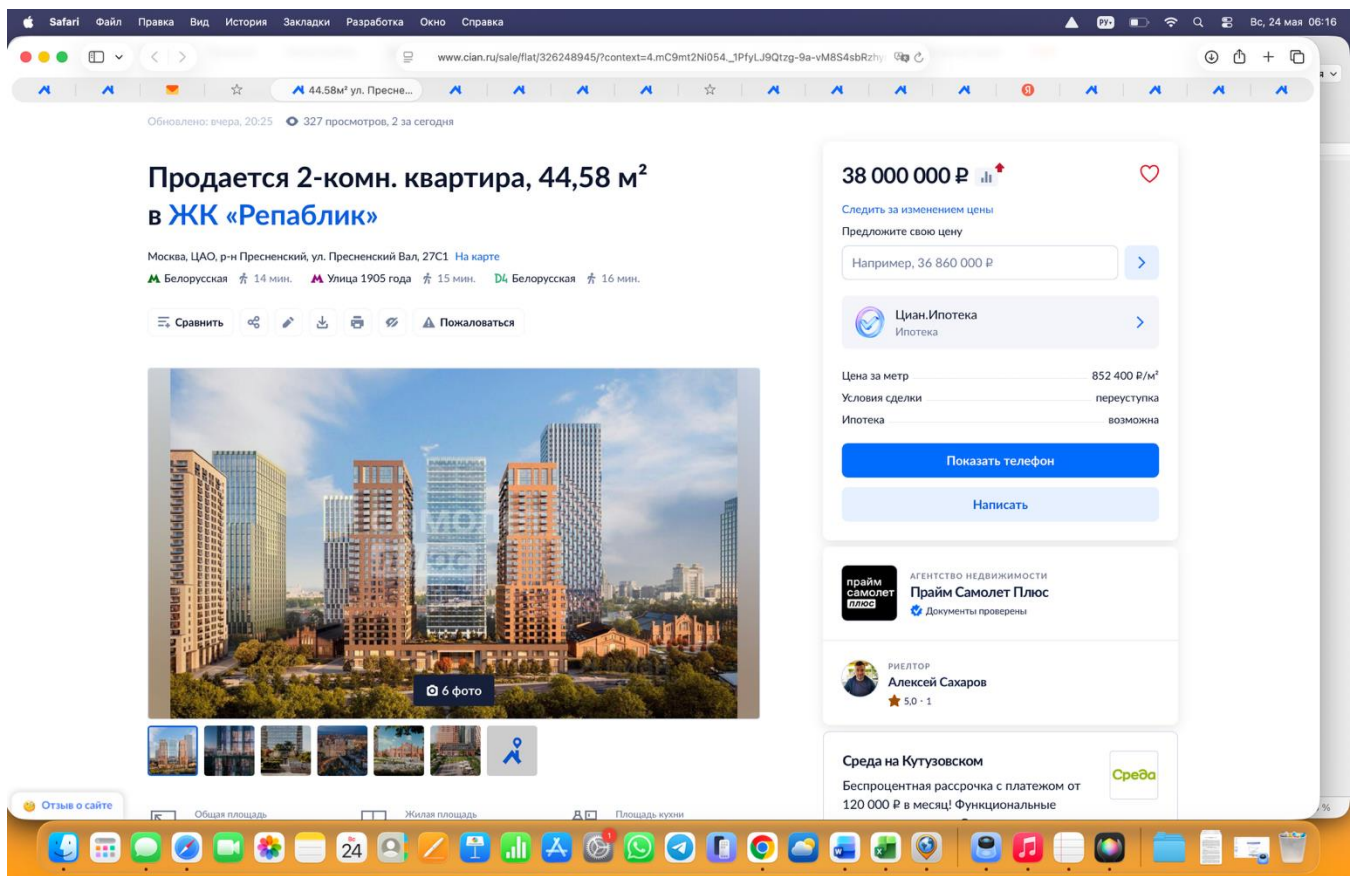 Safari Файл Правка Вид История Закладки Разработка Окно Справка
РУ
Вс, 24 мая 06:16
www.cian.ru/sale/flat/326248945/?context=4.mC9mt2Ni054._1PfyLJ9Qtzg-9a-vM8S4sbRzhy
44.58м² ул. Пресне...
Я
Обновлено: вчера, 20:25 327 просмотров, 2 за сегодня
Продается 2-комн. квартира, 44,58 м²
в ЖК «Репаблик»
Москва, ЦАО, р-н Пресненский, ул. Пресненский Вал, 27С1 На карте
Белорусская 14 мин. Улица 1905 года 15 мин. D4 Белорусская 16 мин.
Сравнить
Пожаловаться
6 фото
Общая площадь Жилая площадь Площадь кухни
38 000 000 ₽
Следить за изменением цены
Предложите свою цену
Например, 36 860 000 ₽
Циан.Ипотека
Ипотека
Цена за метр 852 400 ₽/м²
Условия сделки переуступка
Ипотека возможна
Показать телефон
Написать
прайм
самолет
плюс
АГЕНТСТВО НЕДВИЖИМОСТИ
Прайм Самолет Плюс
Документы проверены
РИЕЛТОР
Алексей Сахаров
5,0 · 1
Среда на Кутузовском
Беспроцентная рассрочка с платежом от
120 000 ₽ в месяц! Функциональные
Среда
Отзыв о сайте
24
1